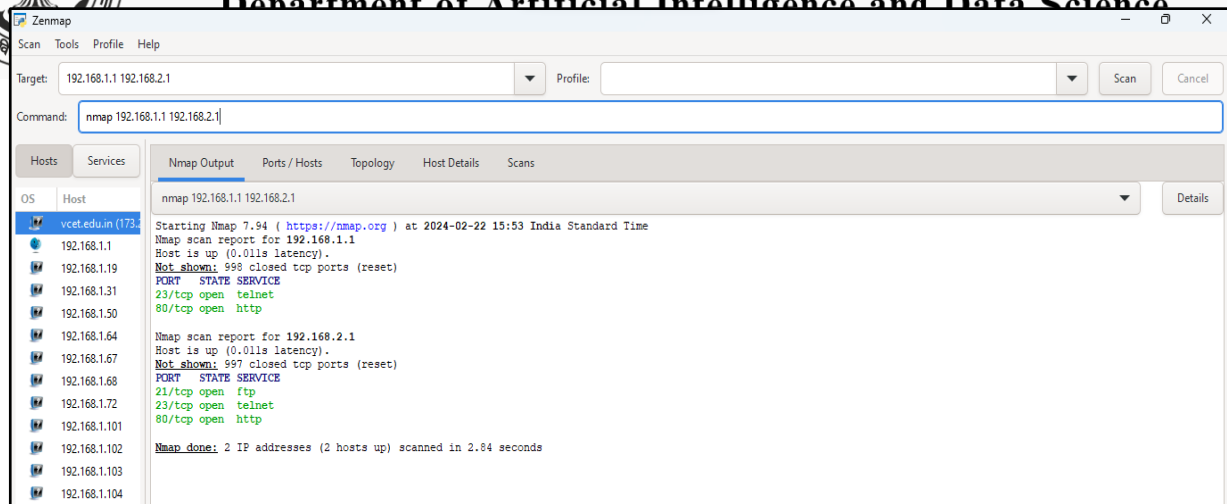 Department of Artificial Intelligence and Data Science
Zenmap
Scan Tools Profile Help
Target: 192.168.1.1 192.168.2.1 Profile: Scan Cancel
Command: nmap 192.168.1.1 192.168.2.1
Hosts Services Nmap Output Ports / Hosts Topology Host Details Scans
OS Host nmap 192.168.1.1 192.168.2.1 Details
vcet.edu.in (173.2
192.168.1.1
192.168.1.19
192.168.1.31
192.168.1.50
192.168.1.64
192.168.1.67
192.168.1.68
192.168.1.72
192.168.1.101
192.168.1.102
192.168.1.103
192.168.1.104
Starting Nmap 7.94 ( https://nmap.org ) at 2024-02-22 15:53 India Standard Time
Nmap scan report for 192.168.1.1
Host is up (0.01s latency).
Not shown: 998 closed tcp ports (reset)
PORT STATE SERVICE
23/tcp open telnet
80/tcp open http
Nmap scan report for 192.168.2.1
Host is up (0.011s latency).
Not shown: 997 closed tcp ports (reset)
PORT STATE SERVICE
21/tcp open ftp
23/tcp open telnet
80/tcp open http
Nmap done: 2 IP addresses (2 hosts up) scanned in 2.84 seconds